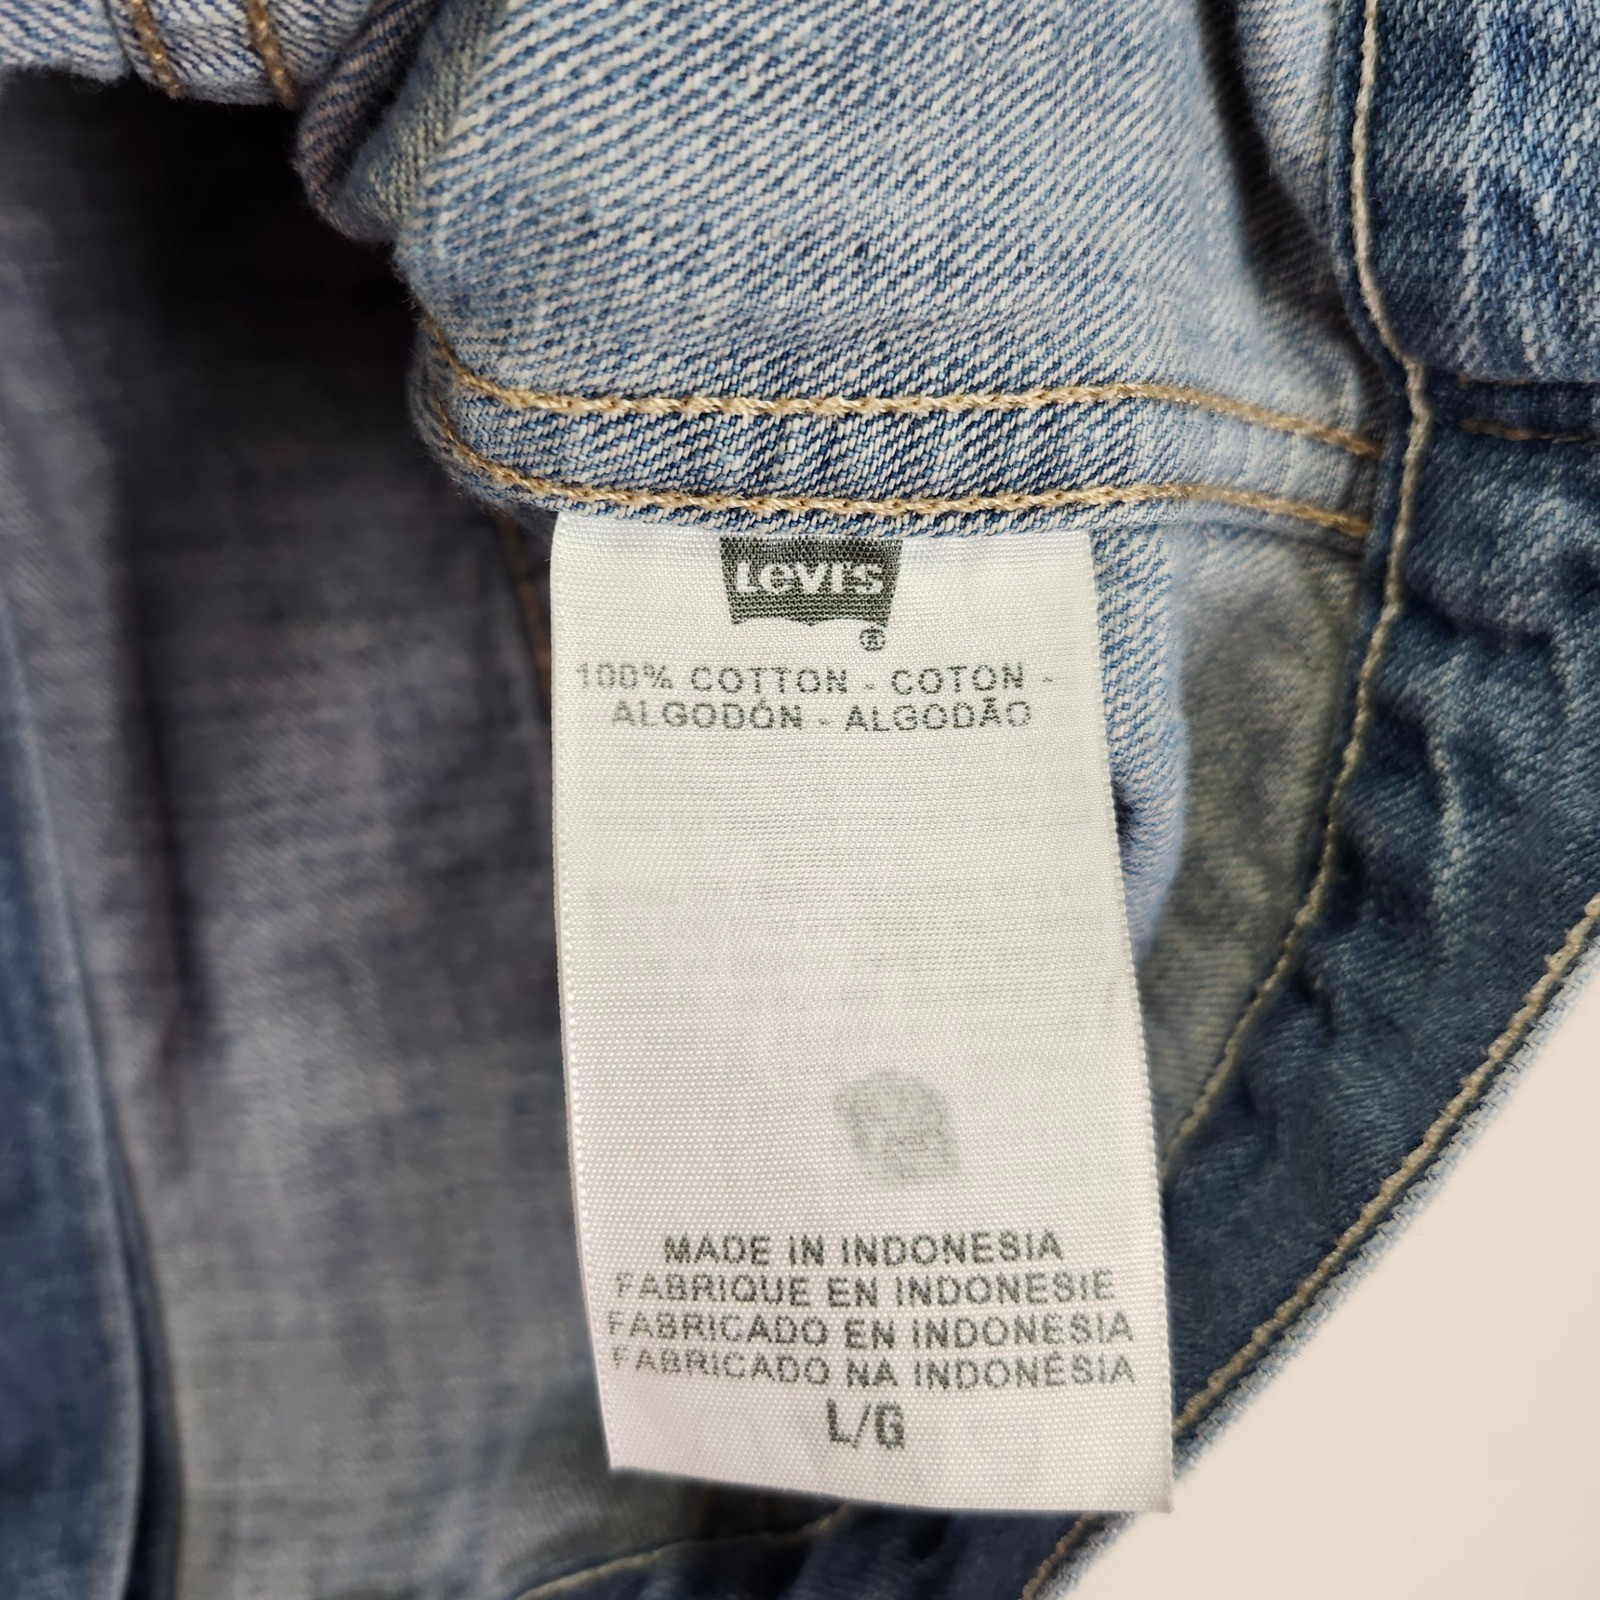 Levi's
®
100% COTTON - COTON -
ALGODÓN - ALGODÃO
MADE IN INDONESIA
FABRIQUE EN INDONESIE
FABRICADO EN INDONESIA
FABRICADO NA INDONÉSIA
L/G